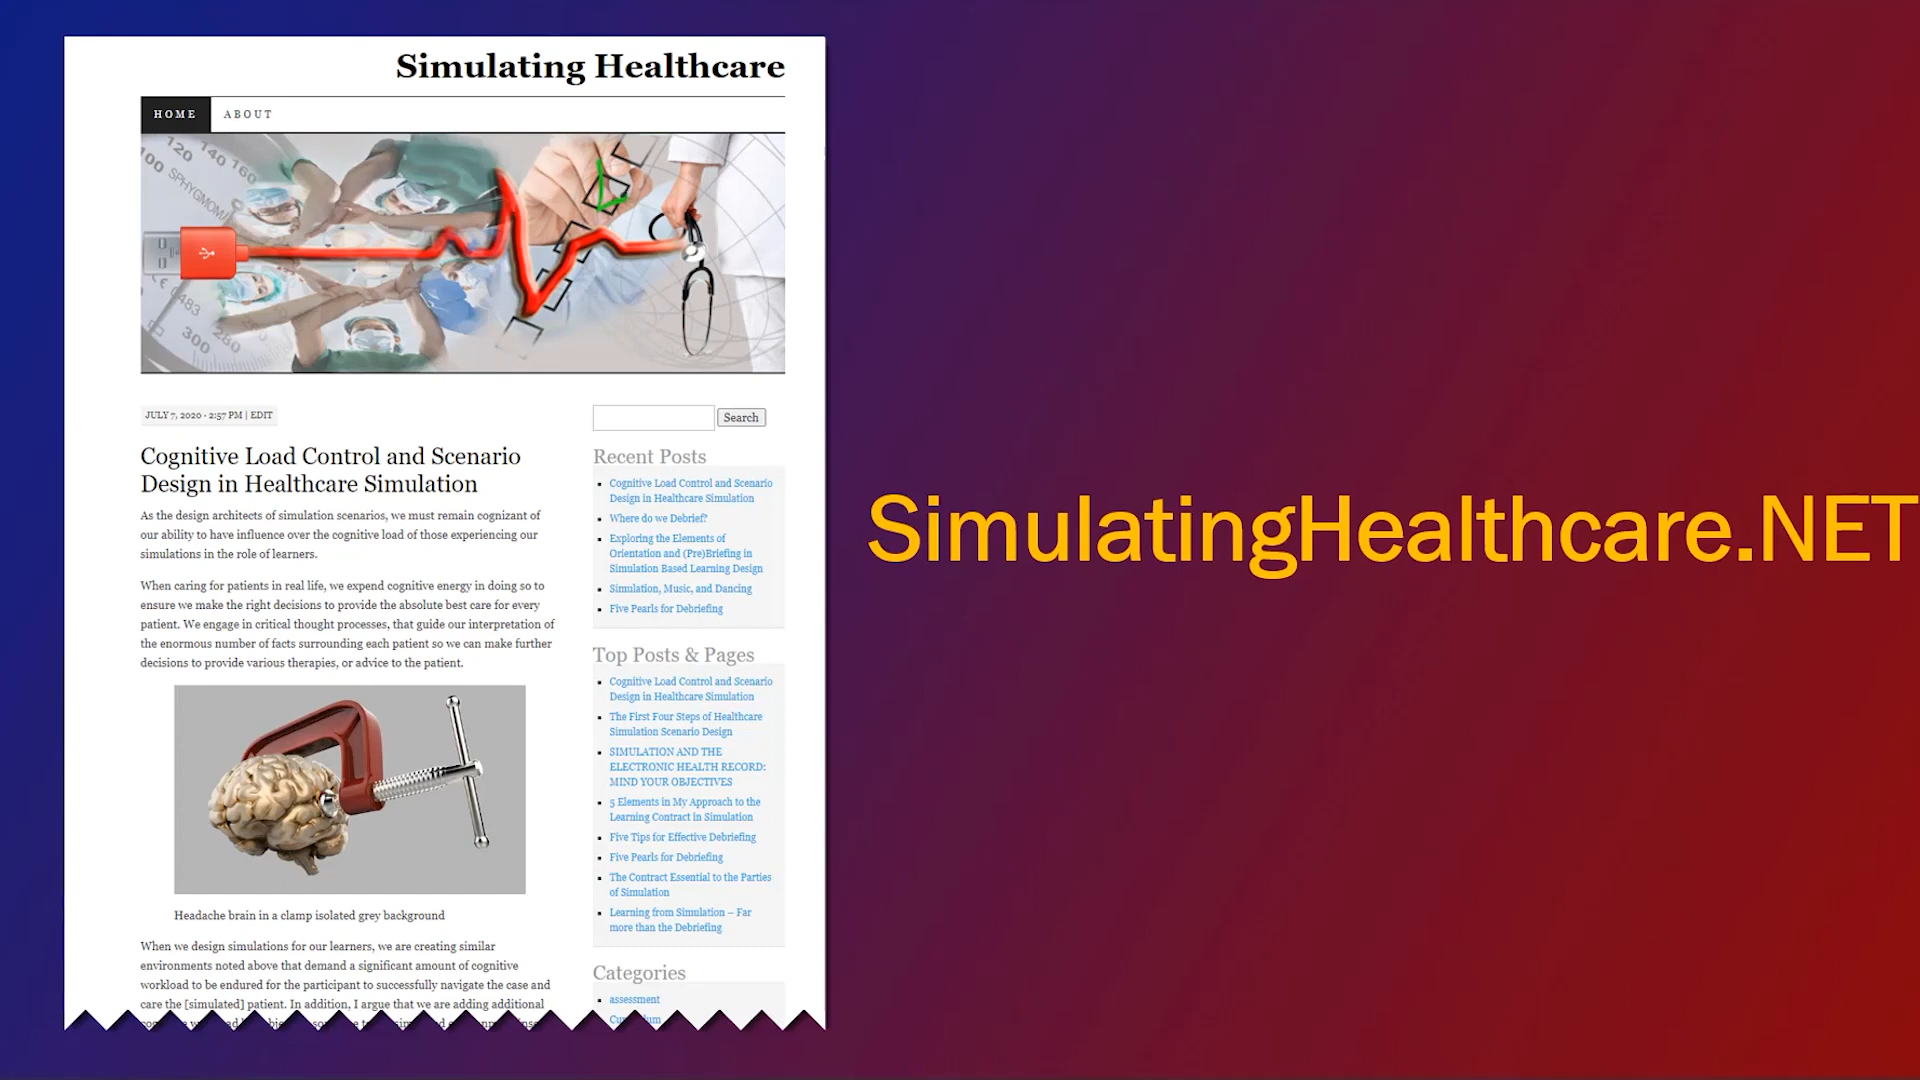 Simulating Healthcare
HOME
ABOUT
120
140
160
100
SPHYGMOM
0483
300
280
JULY 7, 2020 · 2:57 PM | EDIT
Cognitive Load Control and Scenario
Design in Healthcare Simulation
As the design architects of simulation scenarios, we must remain cognizant of
our ability to have influence over the cognitive load of those experiencing our
simulations in the role of learners.
When caring for patients in real life, we expend cognitive energy in doing so to
ensure we make the right decisions to provide the absolute best care for every
patient. We engage in critical thought processes, that guide our interpretation of
the enormous number of facts surrounding each patient so we can make further
decisions to provide various therapies, or advice to the patient.
Headache brain in a clamp isolated grey background
When we design simulations for our learners, we are creating similar
environments noted above that demand a significant amount of cognitive
workload to be endured for the participant to successfully navigate the case and
care the [simulated] patient. In addition, I argue that we are adding additional
Search
Recent Posts
Cognitive Load Control and Scenario
Design in Healthcare Simulation
Where do we Debrief?
Exploring the Elements of
Orientation and (Pre)Briefing in
Simulation Based Learning Design
Simulation, Music, and Dancing
Five Pearls for Debriefing
Top Posts & Pages
Cognitive Load Control and Scenario
Design in Healthcare Simulation
The First Four Steps of Healthcare
Simulation Scenario Design
SIMULATION AND THE
ELECTRONIC HEALTH RECORD:
MIND YOUR OBJECTIVES
5 Elements in My Approach to the
Learning Contract in Simulation
Five Tips for Effective Debriefing
Five Pearls for Debriefing
The Contract Essential to the Parties
of Simulation
Learning from Simulation – Far
more than the Debriefing
Categories
assessment
SimulatingHealthcare.NET